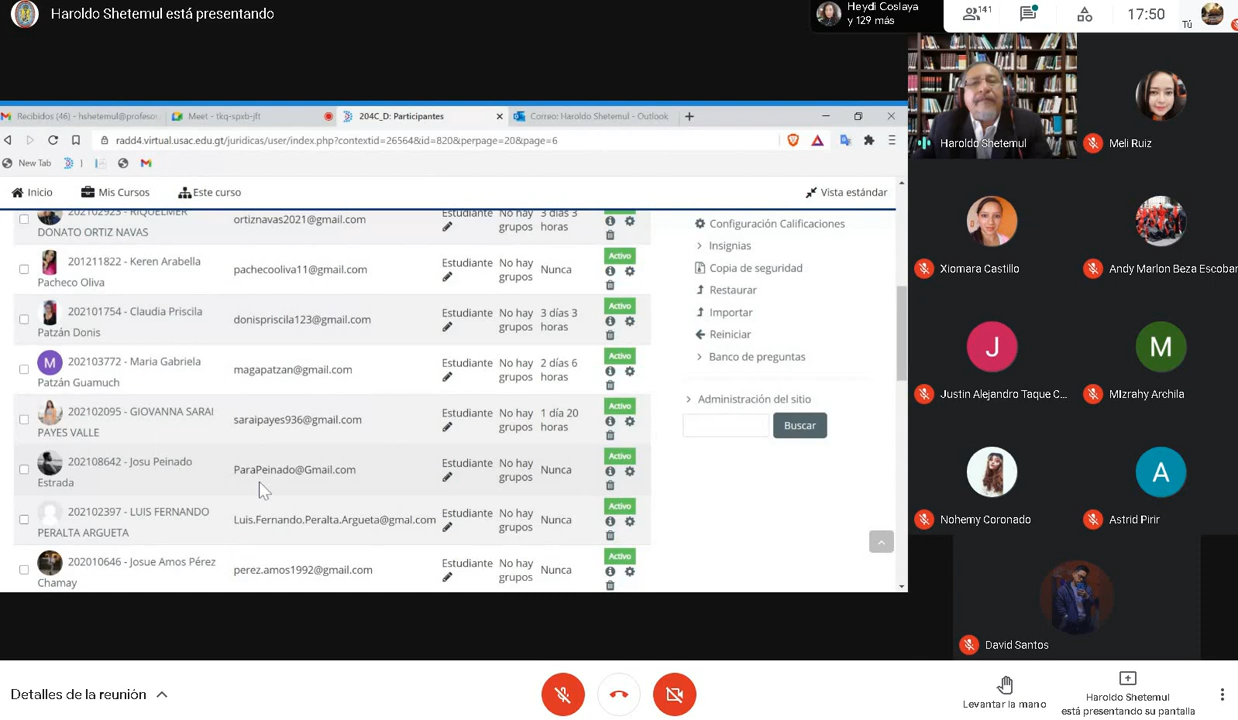 Haroldo Shetemul está presentando
Heydi Coslaya
y 129 más
141
17:50
Tú
Recibidos (46) - hshetemul@profeso
Meet - tkq-spxb-jft
204C_D: Participantes
Correo: Haroldo Shetemul - Outlook
radd4.virtual.usac.edu.gt/juridicas/user/index.php?contextid=26564&id=820&perpage=20&page=6
New Tab
Inicio
Mis Cursos
Este curso
Vista estándar
202102923 - RIQUELMER
DONATO ORTIZ NAVAS
ortiznavas2021@gmail.com
Estudiante
No hay grupos
3 días 3 horas
201211822 - Keren Arabella
Pacheco Oliva
pachecooliva11@gmail.com
Estudiante
No hay grupos
Nunca
Activo
202101754 - Claudia Priscila
Patzán Donis
donispriscila123@gmail.com
Estudiante
No hay grupos
3 días 3 horas
Activo
202103772 - Maria Gabriela
Patzán Guamuch
magapatzan@gmail.com
Estudiante
No hay grupos
2 días 6 horas
Activo
202102095 - GIOVANNA SARAI
PAYES VALLE
saraipayes936@gmail.com
Estudiante
No hay grupos
1 día 20 horas
Activo
202108642 - Josu Peinado
Estrada
ParaPeinado@Gmail.com
Estudiante
No hay grupos
Nunca
Activo
202102397 - LUIS FERNANDO
PERALTA ARGUETA
Luis.Fernando.Peralta.Argueta@gmal.com
Estudiante
No hay grupos
Nunca
Activo
202010646 - Josue Amos Pérez
Chamay
perez.amos1992@gmail.com
Estudiante
No hay grupos
Nunca
Activo
Configuración Calificaciones
Insignias
Copia de seguridad
Restaurar
Importar
Reiniciar
Banco de preguntas
Administración del sitio
Buscar
Haroldo Shetemul
Meli Ruiz
Xiomara Castillo
Andy Marlon Beza Escobar
J
Justin Alejandro Taque C...
M
MIzrahy Archila
Nohemy Coronado
A
Astrid Pirir
David Santos
M
Detalles de la reunión
Levantar la mano
Haroldo Shetemul
está presentando su pantalla